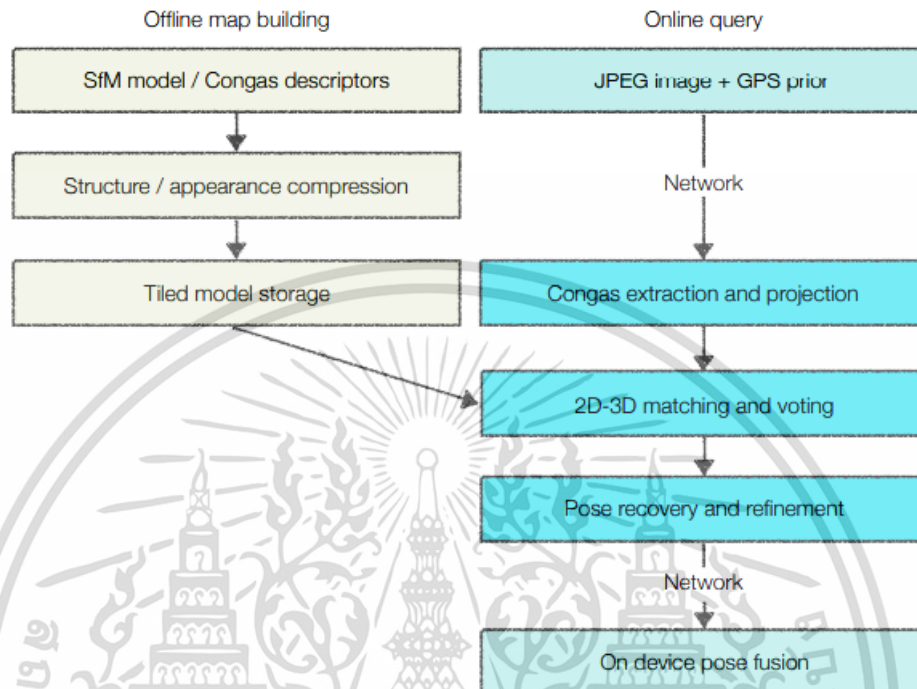 Offline map building
SfM model / Congas descriptors
Structure / appearance compression
Tiled model storage
Online query
JPEG image + GPS prior
Network
Congas extraction and projection
2D-3D matching and voting
Pose recovery and refinement
Network
On device pose fusion